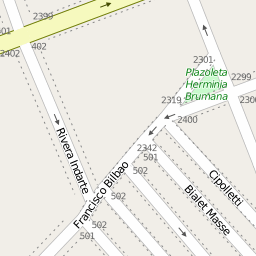 2399
501
402
2402
2301
Plazoleta
Herminia
Brumana
2299
2319
2300
2400
Rivera Indarte
2342
501
502
Francisco Bilbao
Cipolletti
Bialet Masse
502
501
502